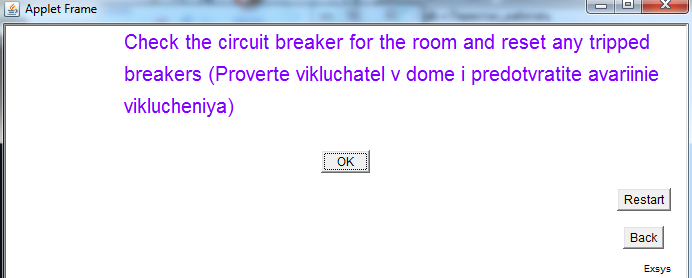 Applet Frame
Check the circuit breaker for the room and reset any tripped
breakers (Proverte vikluchatel v dome i predotvratite avariinie
viklucheniya)
OK
Restart
Back
Exsys